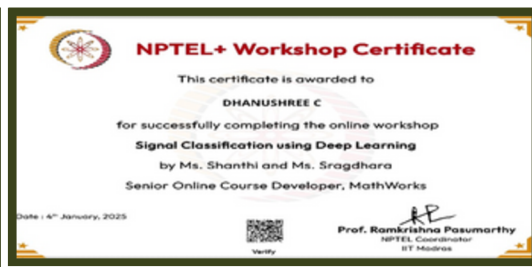 NPTEL+ Workshop Certificate
This certificate is awarded to
DHANUSHREE C
for successfully completing the online workshop
Signal Classification using Deep Learning
by Ms. Shanthi and Ms. Sragdhara
Senior Online Course Developer, MathWorks
Date : 4th January, 2025
Prof. Ramkrishna Pasumarthy
NPTEL Coordinator
IIT Madras
Verify